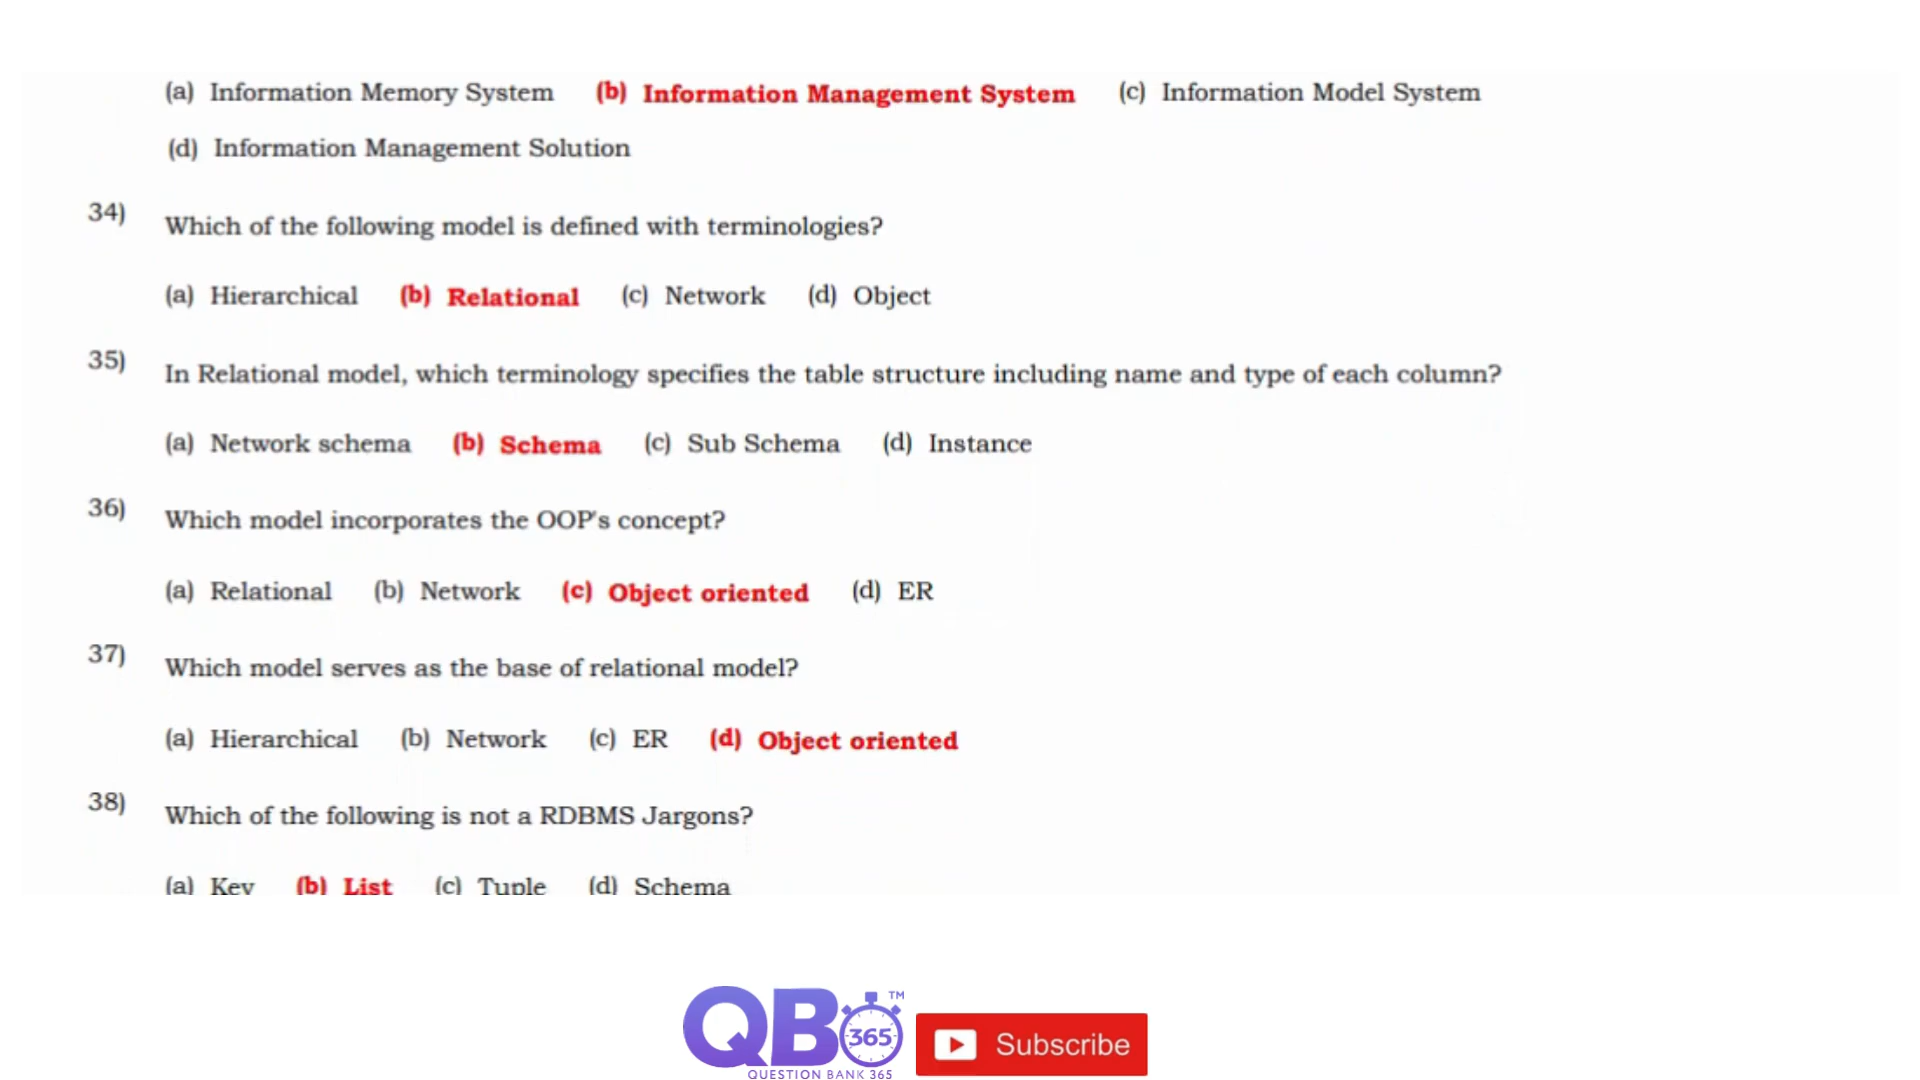 (a) Information Memory System (b) Information Management System (c) Information Model System
(d) Information Management Solution
34) Which of the following model is defined with terminologies?
(a) Hierarchical (b) Relational (c) Network (d) Object
35) In Relational model, which terminology specifies the table structure including name and type of each column?
(a) Network schema (b) Schema (c) Sub Schema (d) Instance
36) Which model incorporates the OOP's concept?
(a) Relational (b) Network (c) Object oriented (d) ER
37) Which model serves as the base of relational model?
(a) Hierarchical (b) Network (c) ER (d) Object oriented
38) Which of the following is not a RDBMS Jargons?
(a) Key (b) List (c) Tuple (d) Schema
QB 365 TM
QUESTION BANK 365
Subscribe